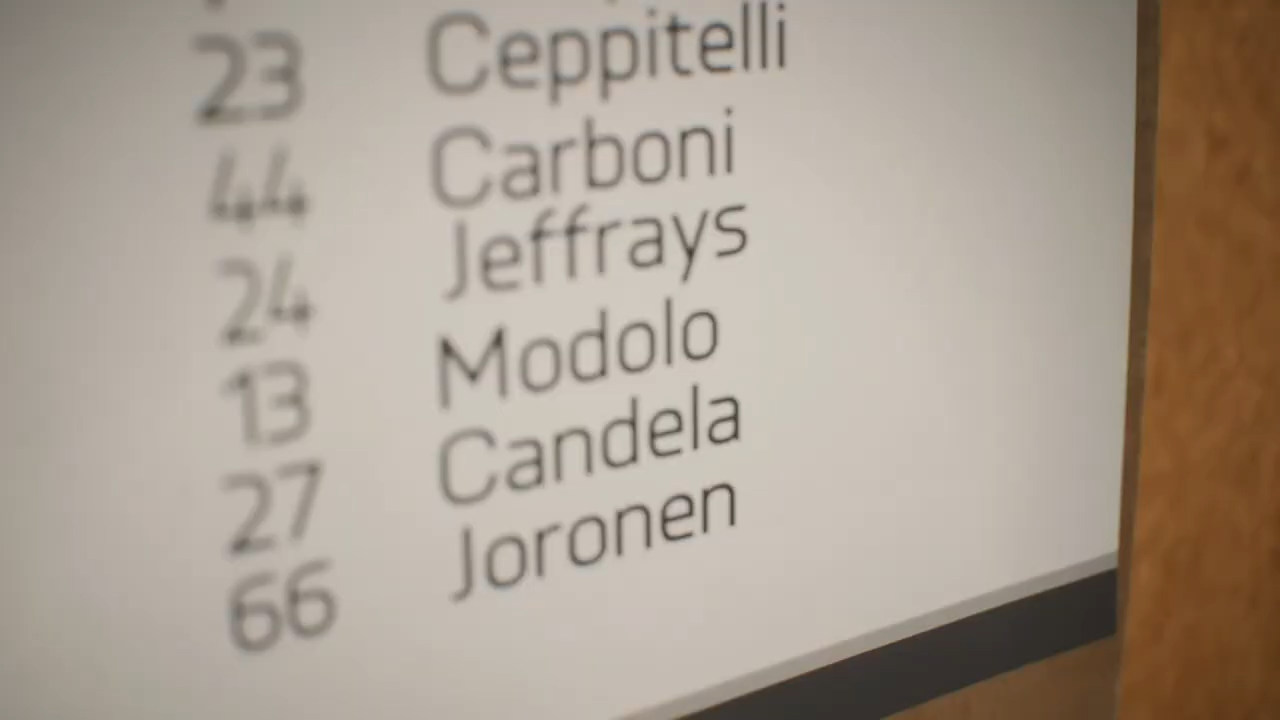 23 Ceppitelli
44 Carboni
24 Jeffrays
13 Modolo
27 Candela
66 Joronen